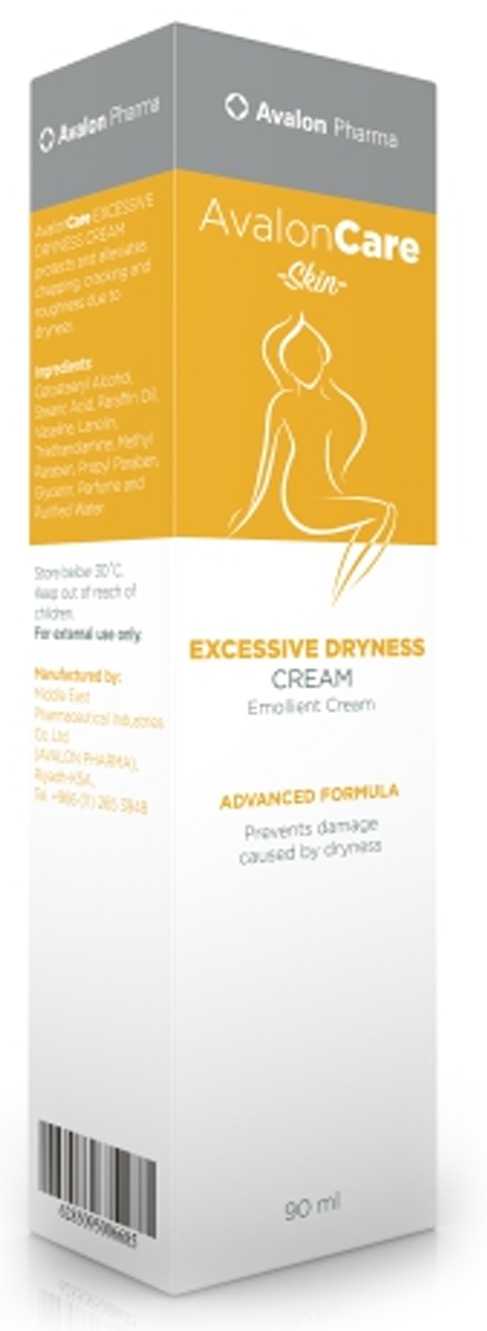 Avalon Pharma
AvalonCare EXCESSIVE
DRYNESS CREAM
protects and alleviates
chapping, cracking and
roughness due to
dryness.
Ingredients:
Cetostearyl Alcohol,
Stearic Acid, Paraffin Oil,
Vaseline, Lanolin,
Triethanolamine, Methyl
Paraben, Propyl Paraben,
Glycerin, Perfume and
Purified Water.
Store below 30°C.
Keep out of reach of
children.
For external use only.
Manufactured by:
Middle East
Pharmaceutical Industries
Co. Ltd.
(AVALON PHARMA),
Riyadh-KSA,
Avalon Pharma
AvalonCare
-Skin-
EXCESSIVE DRYNESS
CREAM
Emollient Cream
ADVANCED FORMULA
Prevents damage
caused by dryness
90 ml